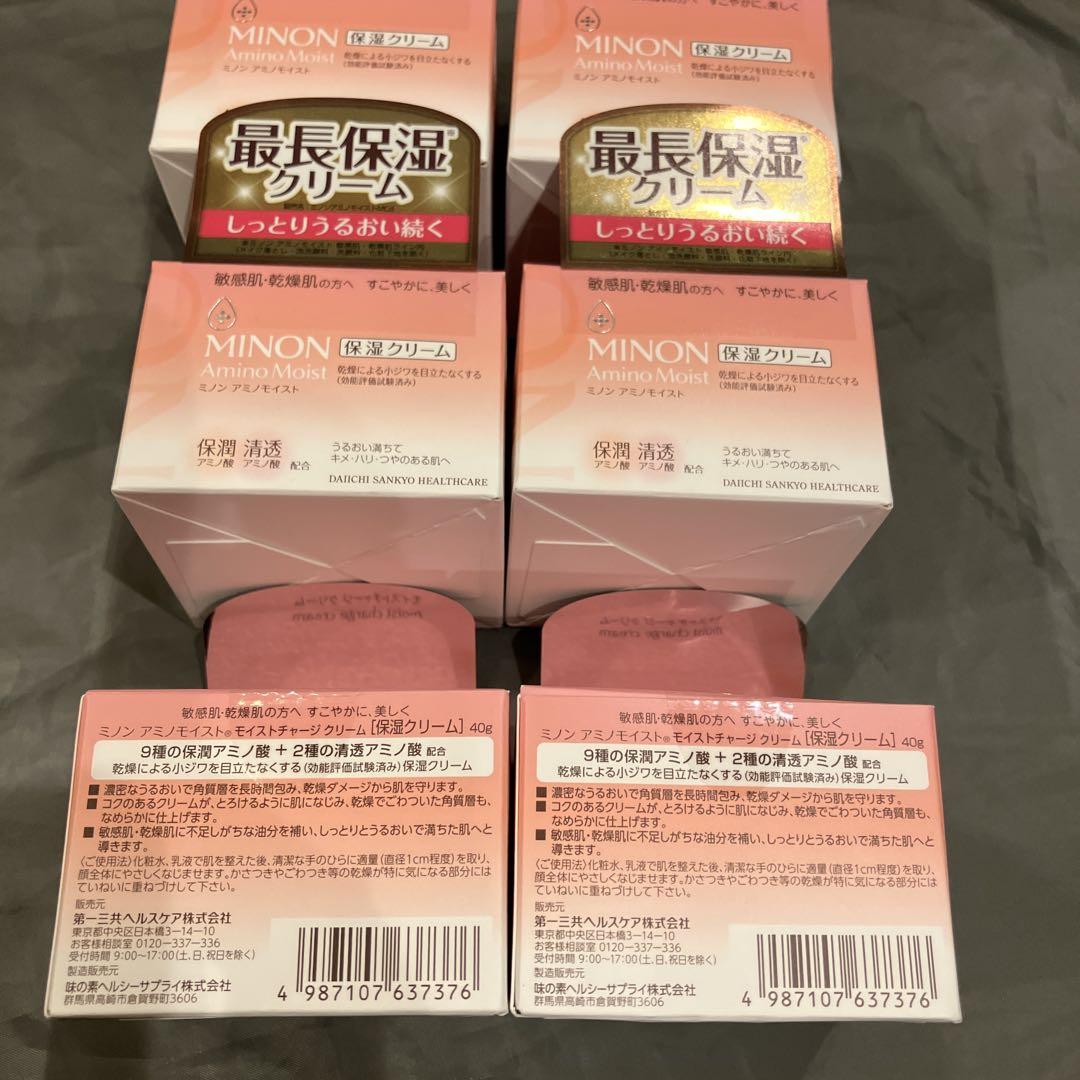 MINON 保湿クリーム
Amino Moist 乾燥による小ジワを目立たなくする
ミノン アミノモイスト (効能評価試験済み)
最長保湿※
クリーム
しっとりうるおい続く
敏感肌・乾燥肌の方へ すこやかに、美しく
MINON 保湿クリーム
Amino Moist 乾燥による小ジワを目立たなくする
(効能評価試験済み)
ミノン アミノモイスト
保潤 清透
アミノ酸 アミノ酸 配合
うるおい満ちて
キメ・ハリ・つやのある肌へ
DAIICHI SANKYO HEALTHCARE
敏感肌・乾燥肌の方へ すこやかに、美しく
ミノン アミノモイスト® モイストチャージ クリーム [保湿クリーム] 40g
9種の保潤アミノ酸 + 2種の清透アミノ酸 配合
乾燥による小ジワを目立たなくする(効能評価試験済み)保湿クリーム
■ 濃密なうるおいで角質層を長時間包み、乾燥ダメージから肌を守ります。
■ コクのあるクリームが、とろけるように肌になじみ、乾燥でごわついた角質層も、
なめらかに仕上げます。
■ 敏感肌・乾燥肌に不足しがちな油分を補い、しっとりとうるおいで満ちた肌へと
導きます。
〈ご使用法〉化粧水、乳液で肌を整えた後、清潔な手のひらに適量(直径1cm程度)を取り、
顔全体にやさしくなじませます。かさつきやごわつき等の乾燥が特に気になる部分には
ていねいに重ねづけして下さい。
販売元
第一三共ヘルスケア株式会社
東京都中央区日本橋3-14-10
お客様相談室 0120-337-336
受付時間 9:00~17:00(土、日、祝日を除く)
製造販売元
味の素ヘルシーサプライ株式会社
群馬県高崎市倉賀野町3606
4 987107 637376
MINON 保湿クリーム
Amino Moist 乾燥による小ジワを目立たなくする
ミノン アミノモイスト (効能評価試験済み)
最長保湿※
クリーム
しっとりうるおい続く
敏感肌・乾燥肌の方へ すこやかに、美しく
MINON 保湿クリーム
Amino Moist 乾燥による小ジワを目立たなくする
(効能評価試験済み)
ミノン アミノモイスト
保潤 清透
アミノ酸 アミノ酸 配合
うるおい満ちて
キメ・ハリ・つやのある肌へ
DAIICHI SANKYO HEALTHCARE
敏感肌・乾燥肌の方へ すこやかに、美しく
ミノン アミノモイスト® モイストチャージ クリーム [保湿クリーム] 40g
9種の保潤アミノ酸 + 2種の清透アミノ酸 配合
乾燥による小ジワを目立たなくする(効能評価試験済み)保湿クリーム
■ 濃密なうるおいで角質層を長時間包み、乾燥ダメージから肌を守ります。
■ コクのあるクリームが、とろけるように肌になじみ、乾燥でごわついた角質層も、
なめらかに仕上げます。
■ 敏感肌・乾燥肌に不足しがちな油分を補い、しっとりとうるおいで満ちた肌へと
導きます。
〈ご使用法〉化粧水、乳液で肌を整えた後、清潔な手のひらに適量(直径1cm程度)を取り、
顔全体にやさしくなじませます。かさつきやごわつき等の乾燥が特に気になる部分には
ていねいに重ねづけして下さい。
販売元
第一三共ヘルスケア株式会社
東京都中央区日本橋3-14-10
お客様相談室 0120-337-336
受付時間 9:00~17:00(土、日、祝日を除く)
製造販売元
味の素ヘルシーサプライ株式会社
群馬県高崎市倉賀野町3606
4 987107 637376